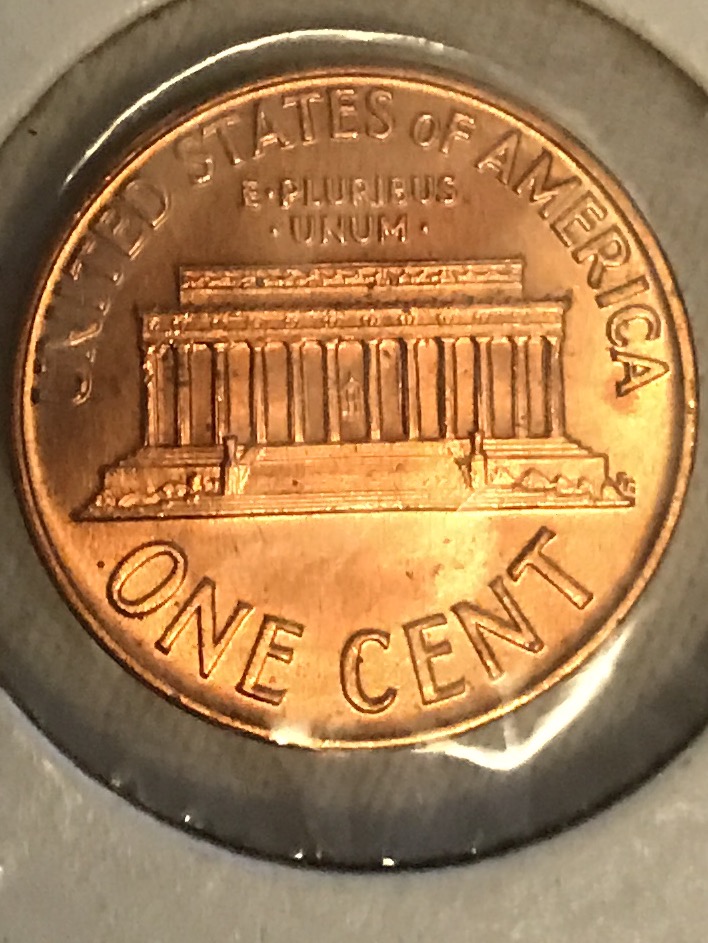 UNITED STATES OF AMERICA
E·PLURIBUS
·UNUM·
ONE CENT